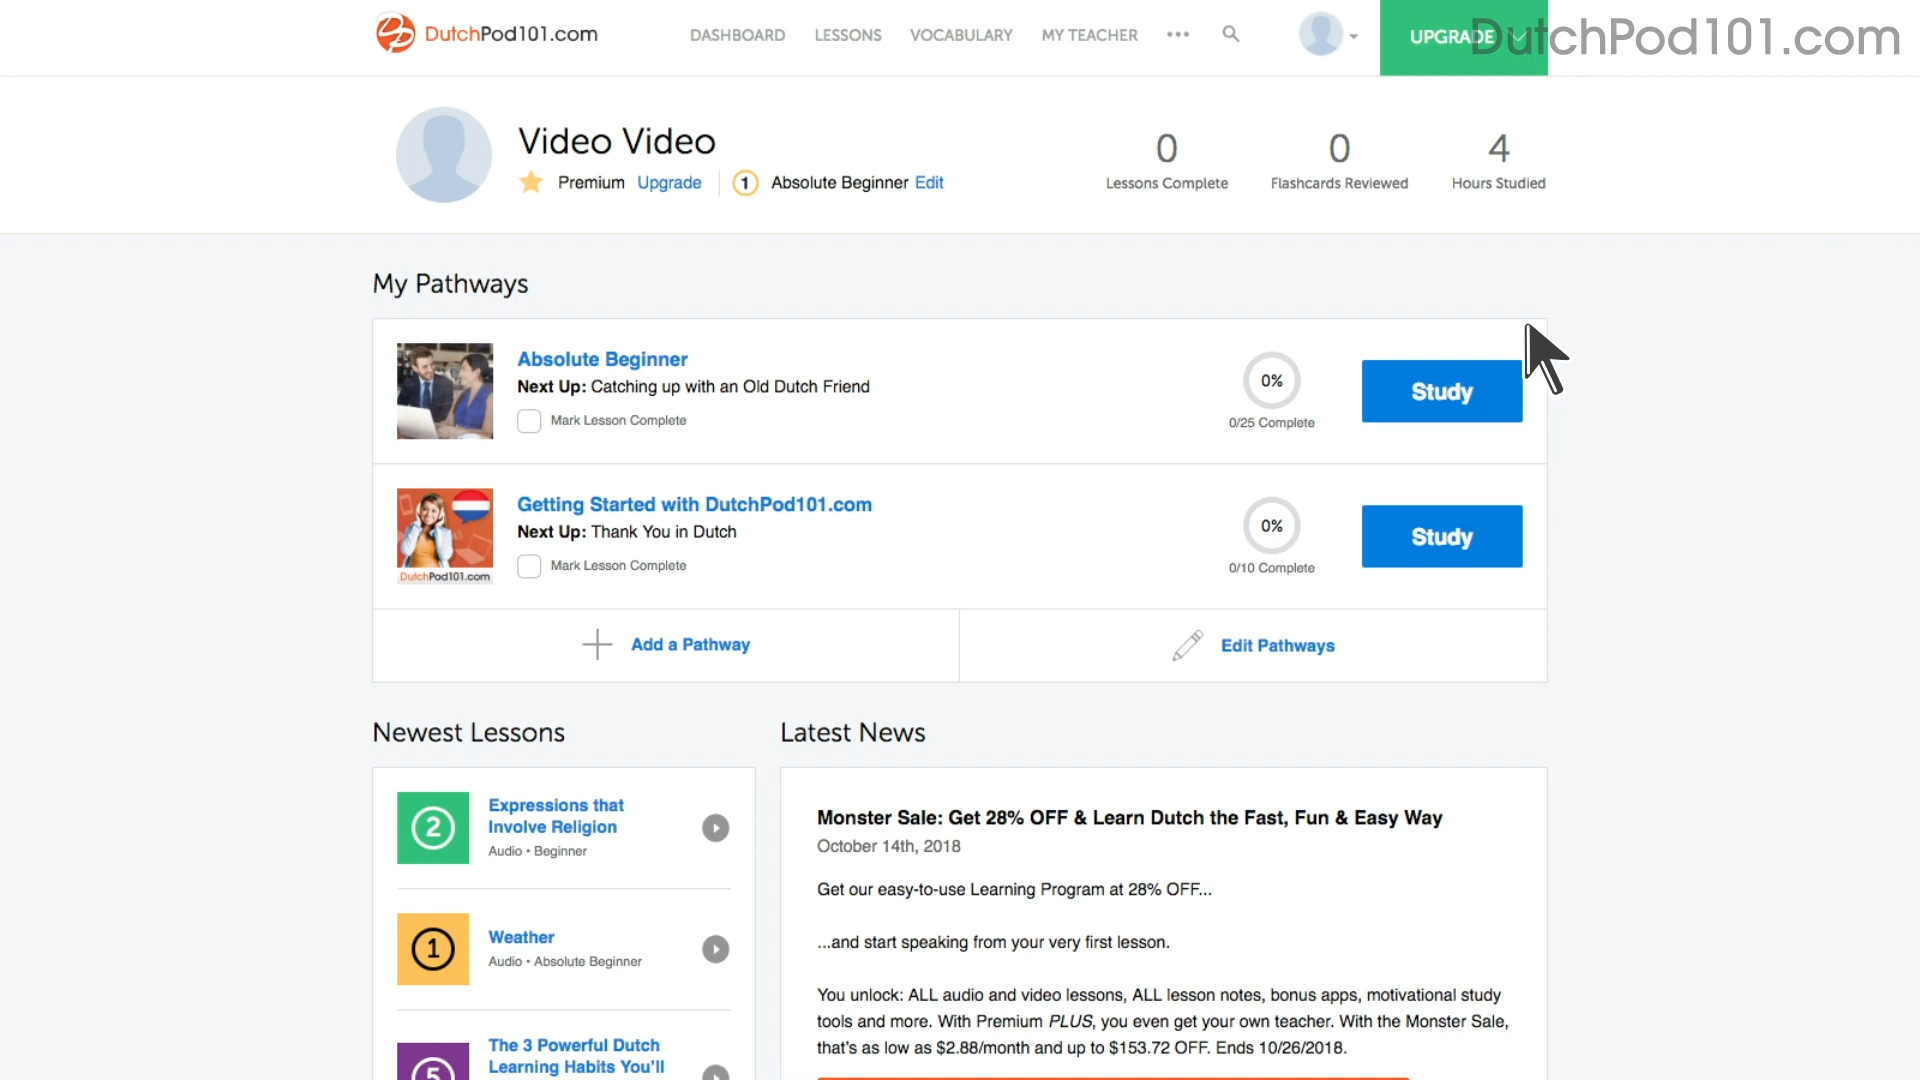 DutchPod101.com
DASHBOARD LESSONS VOCABULARY MY TEACHER
UPGRADE
DutchPod101.com
Video Video
Premium Upgrade 1 Absolute Beginner Edit
0
Lessons Complete
0
Flashcards Reviewed
4
Hours Studied
My Pathways
Absolute Beginner
Next Up: Catching up with an Old Dutch Friend
Mark Lesson Complete
0%
0/25 Complete
Study
DutchPod101.com
Getting Started with DutchPod101.com
Next Up: Thank You in Dutch
Mark Lesson Complete
0%
0/10 Complete
Study
Add a Pathway
Edit Pathways
Newest Lessons
2
Expressions that
Involve Religion
Audio • Beginner
1
Weather
Audio • Absolute Beginner
5
The 3 Powerful Dutch
Learning Habits You'll
Latest News
Monster Sale: Get 28% OFF & Learn Dutch the Fast, Fun & Easy Way
October 14th, 2018
Get our easy-to-use Learning Program at 28% OFF...
...and start speaking from your very first lesson.
You unlock: ALL audio and video lessons, ALL lesson notes, bonus apps, motivational study
tools and more. With Premium PLUS, you even get your own teacher. With the Monster Sale,
that's as low as $2.88/month and up to $153.72 OFF. Ends 10/26/2018.